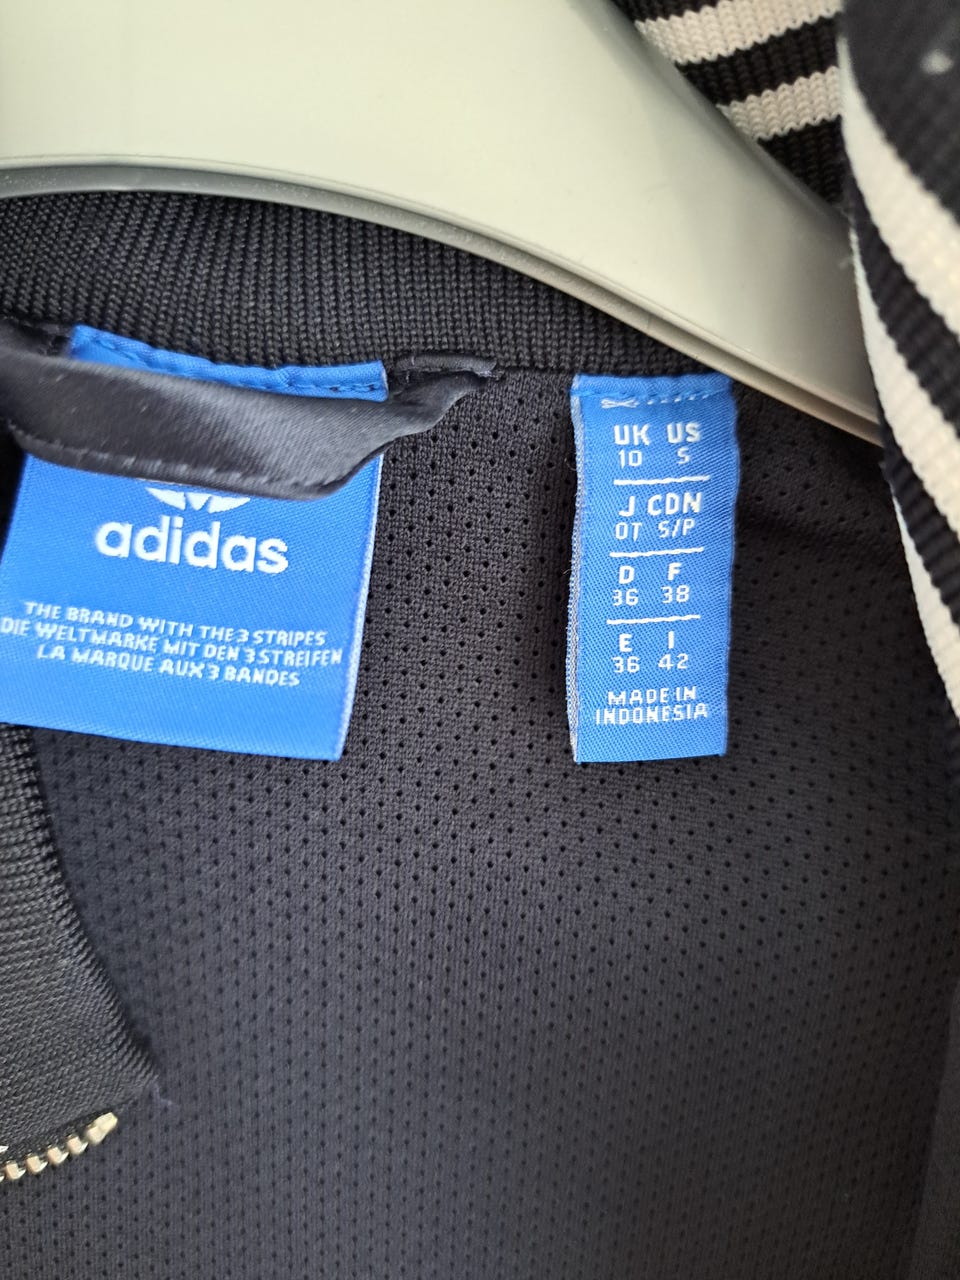 adidas
THE BRAND WITH THE 3 STRIPES
DIE WELTMARKE MIT DEN 3 STREIFEN
LA MARQUE AUX 3 BANDES
UK US
10 S
J CDN
OT S/P
D F
36 38
E I
36 42
MADE IN
INDONESIA